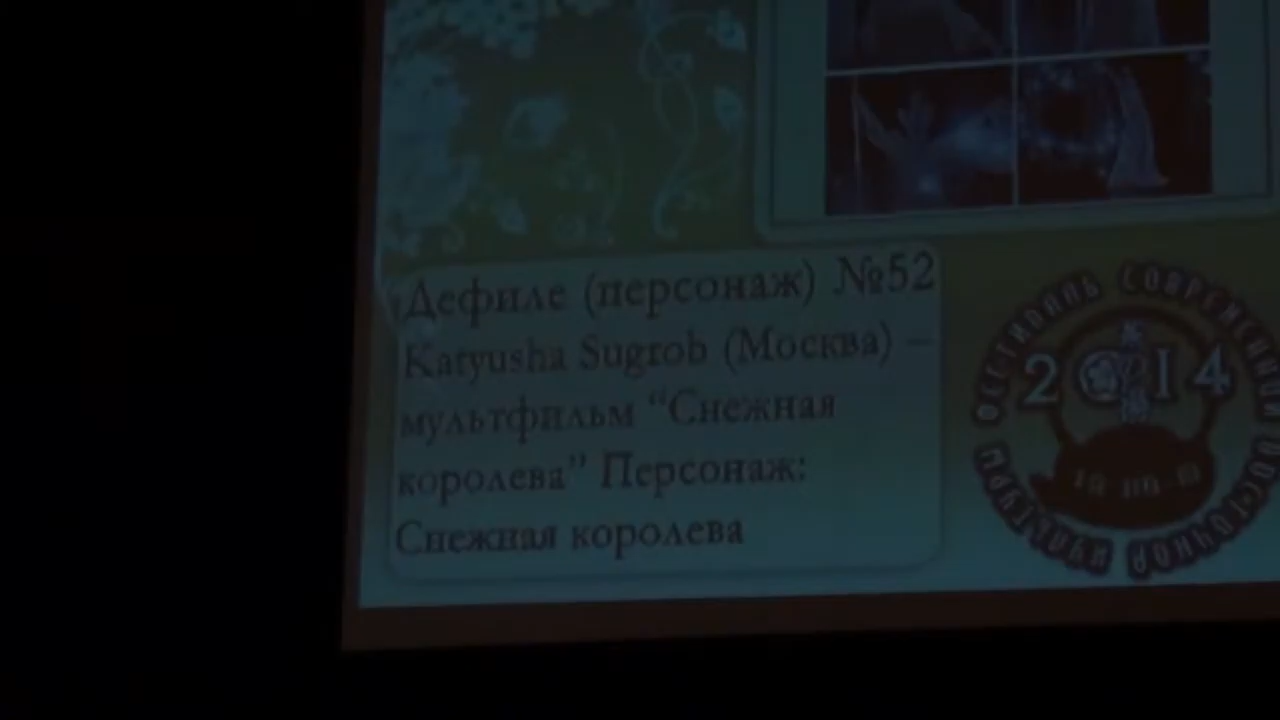 Дефиле (персонаж) №52
Katyusha Sugrob (Москва) –
мультфильм “Снежная
королева” Персонаж:
Снежная королева
2014